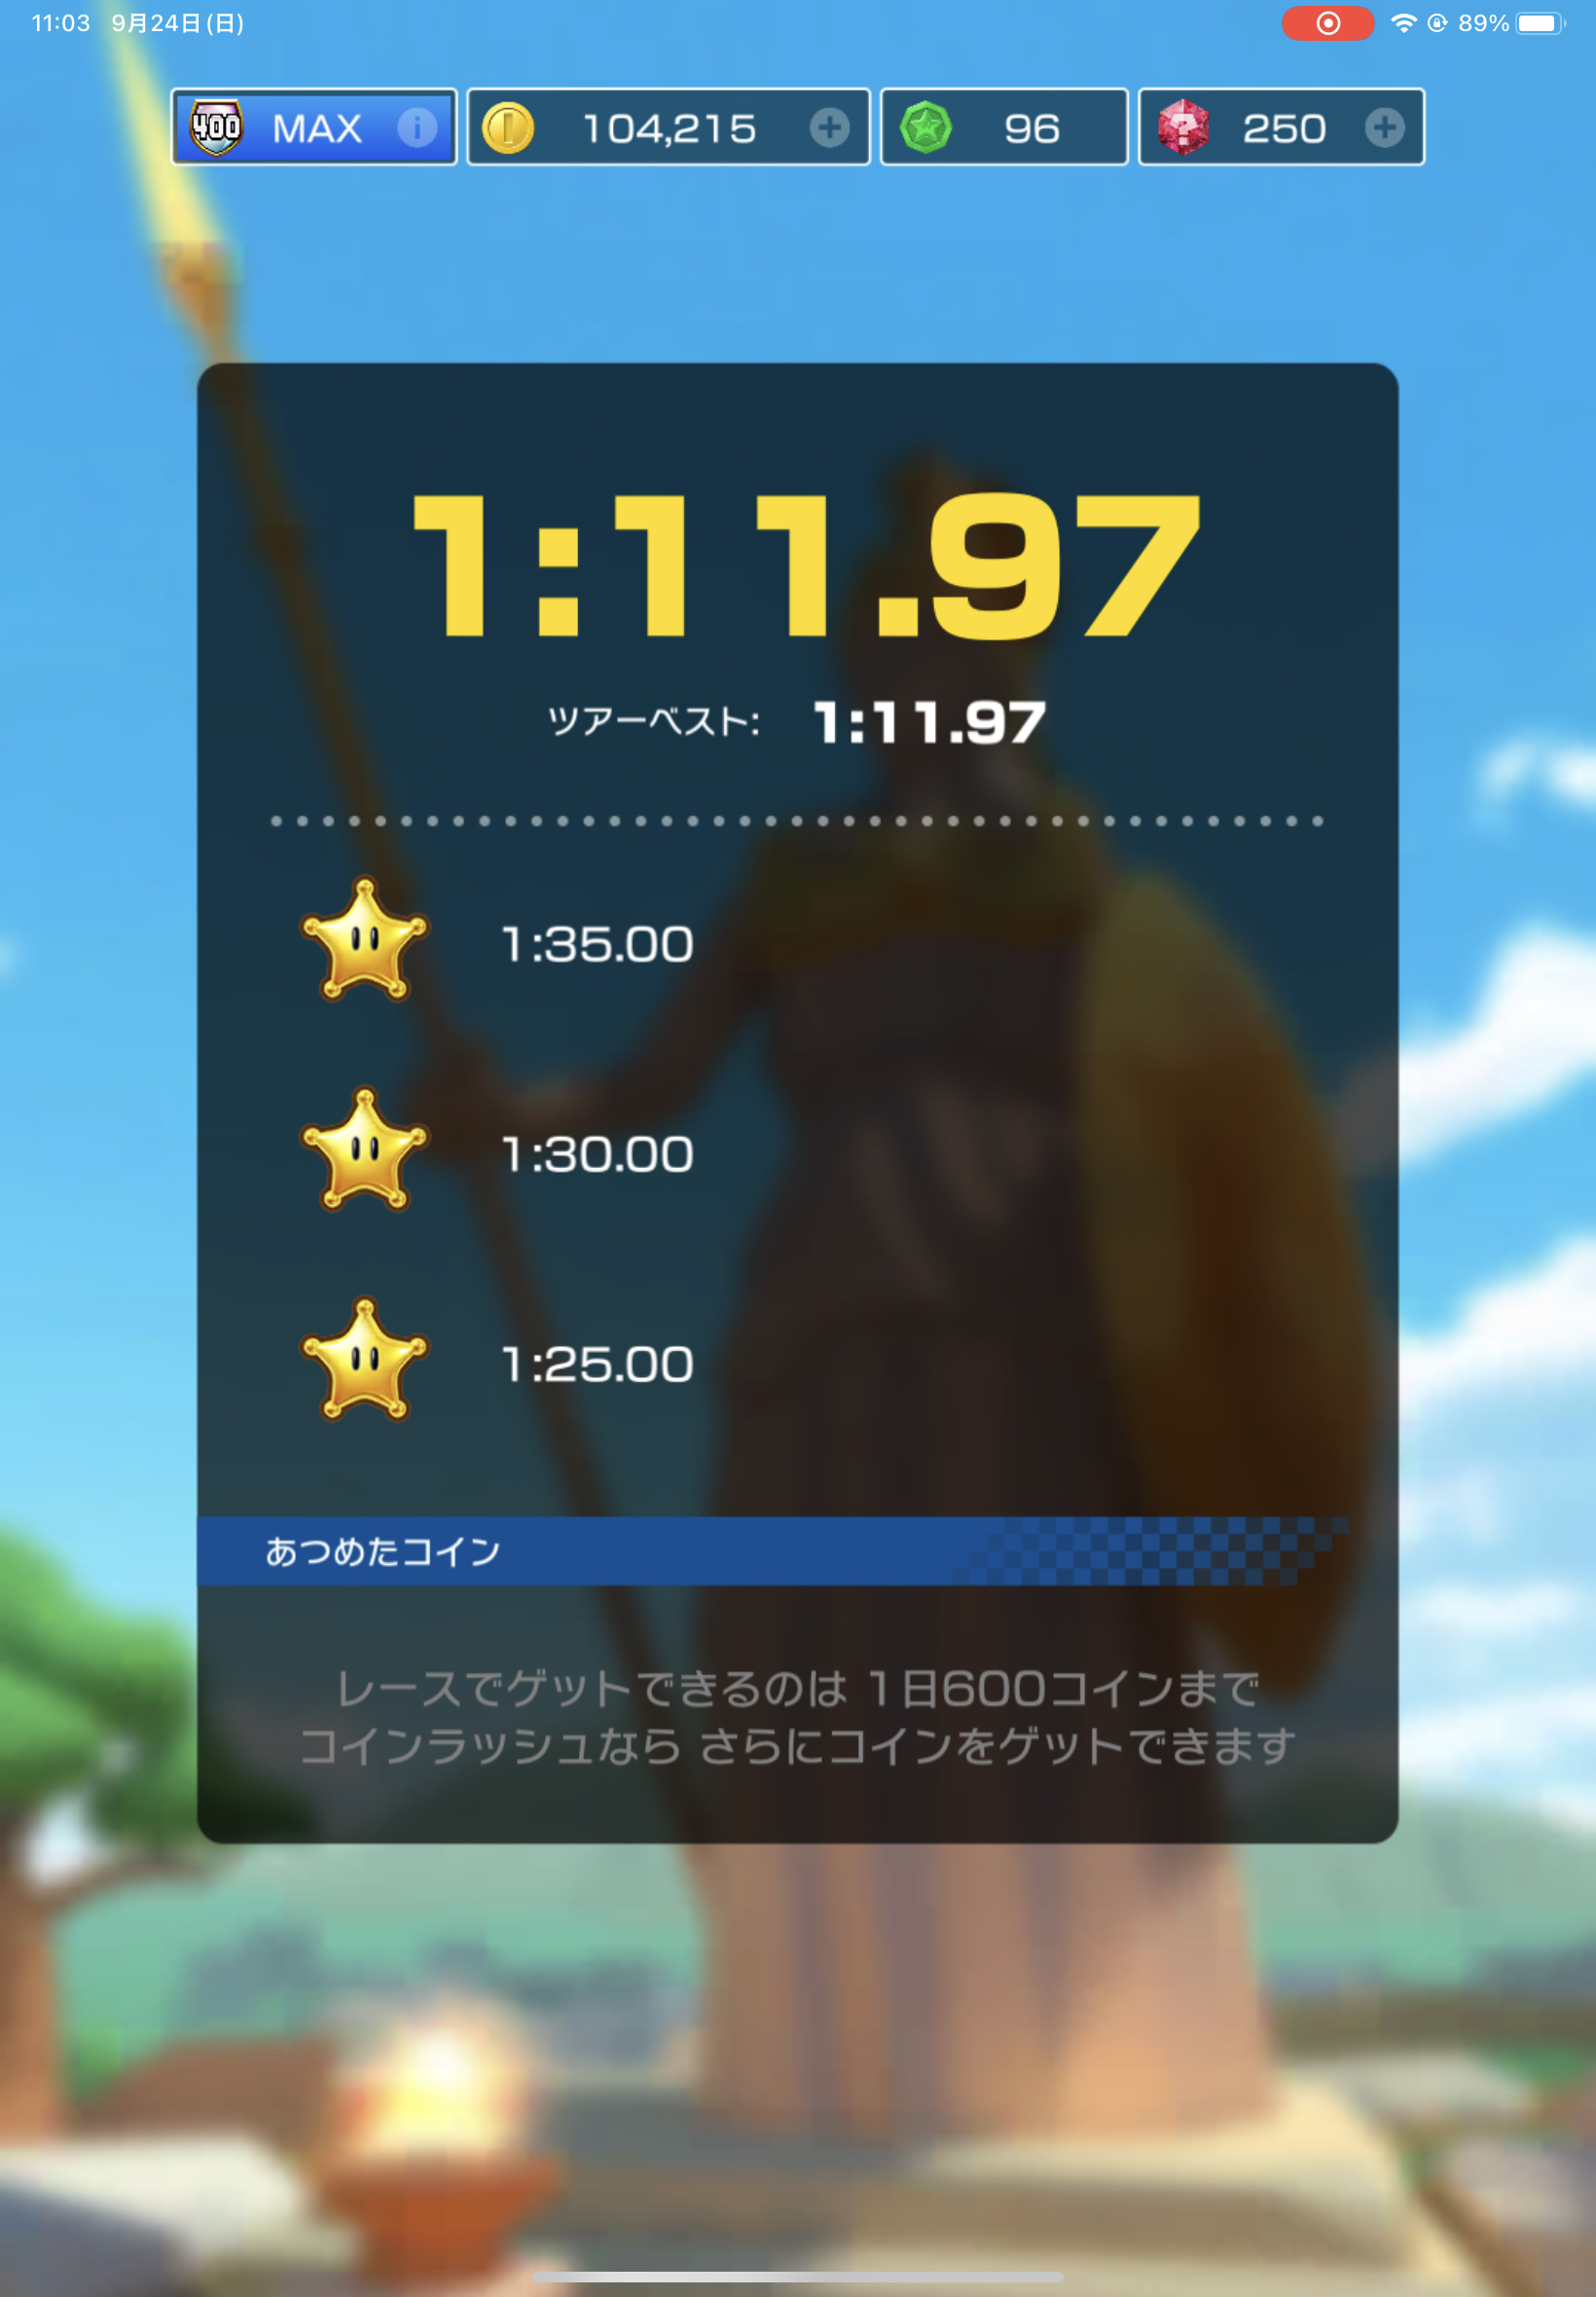 11:03 9月24日(日) 89%
400 MAX i 104,215 + 96 ? 250 +
1:11.97
ツアーベスト: 1:11.97
1:35.00
1:30.00
1:25.00
あつめたコイン
レースでゲットできるのは 1日600コインまで
コインラッシュなら さらにコインをゲットできます